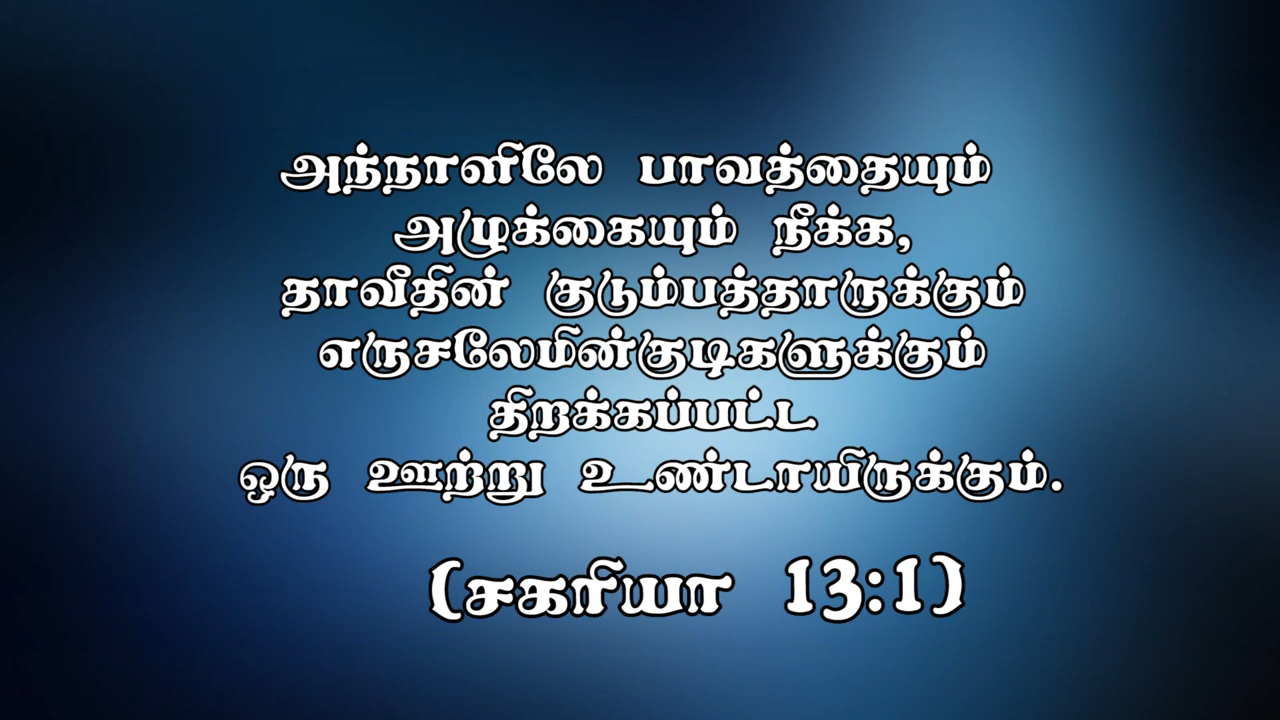 அந்நாளிலே பாவத்தையும்
அழுக்கையும் நீக்க,
தாவீதின் குடும்பத்தாருக்கும்
எருசலேமின்குடிகளுக்கும்
திறக்கப்பட்ட
ஒரு ஊற்று உண்டாயிருக்கும்.
(சகரியா 13:1)